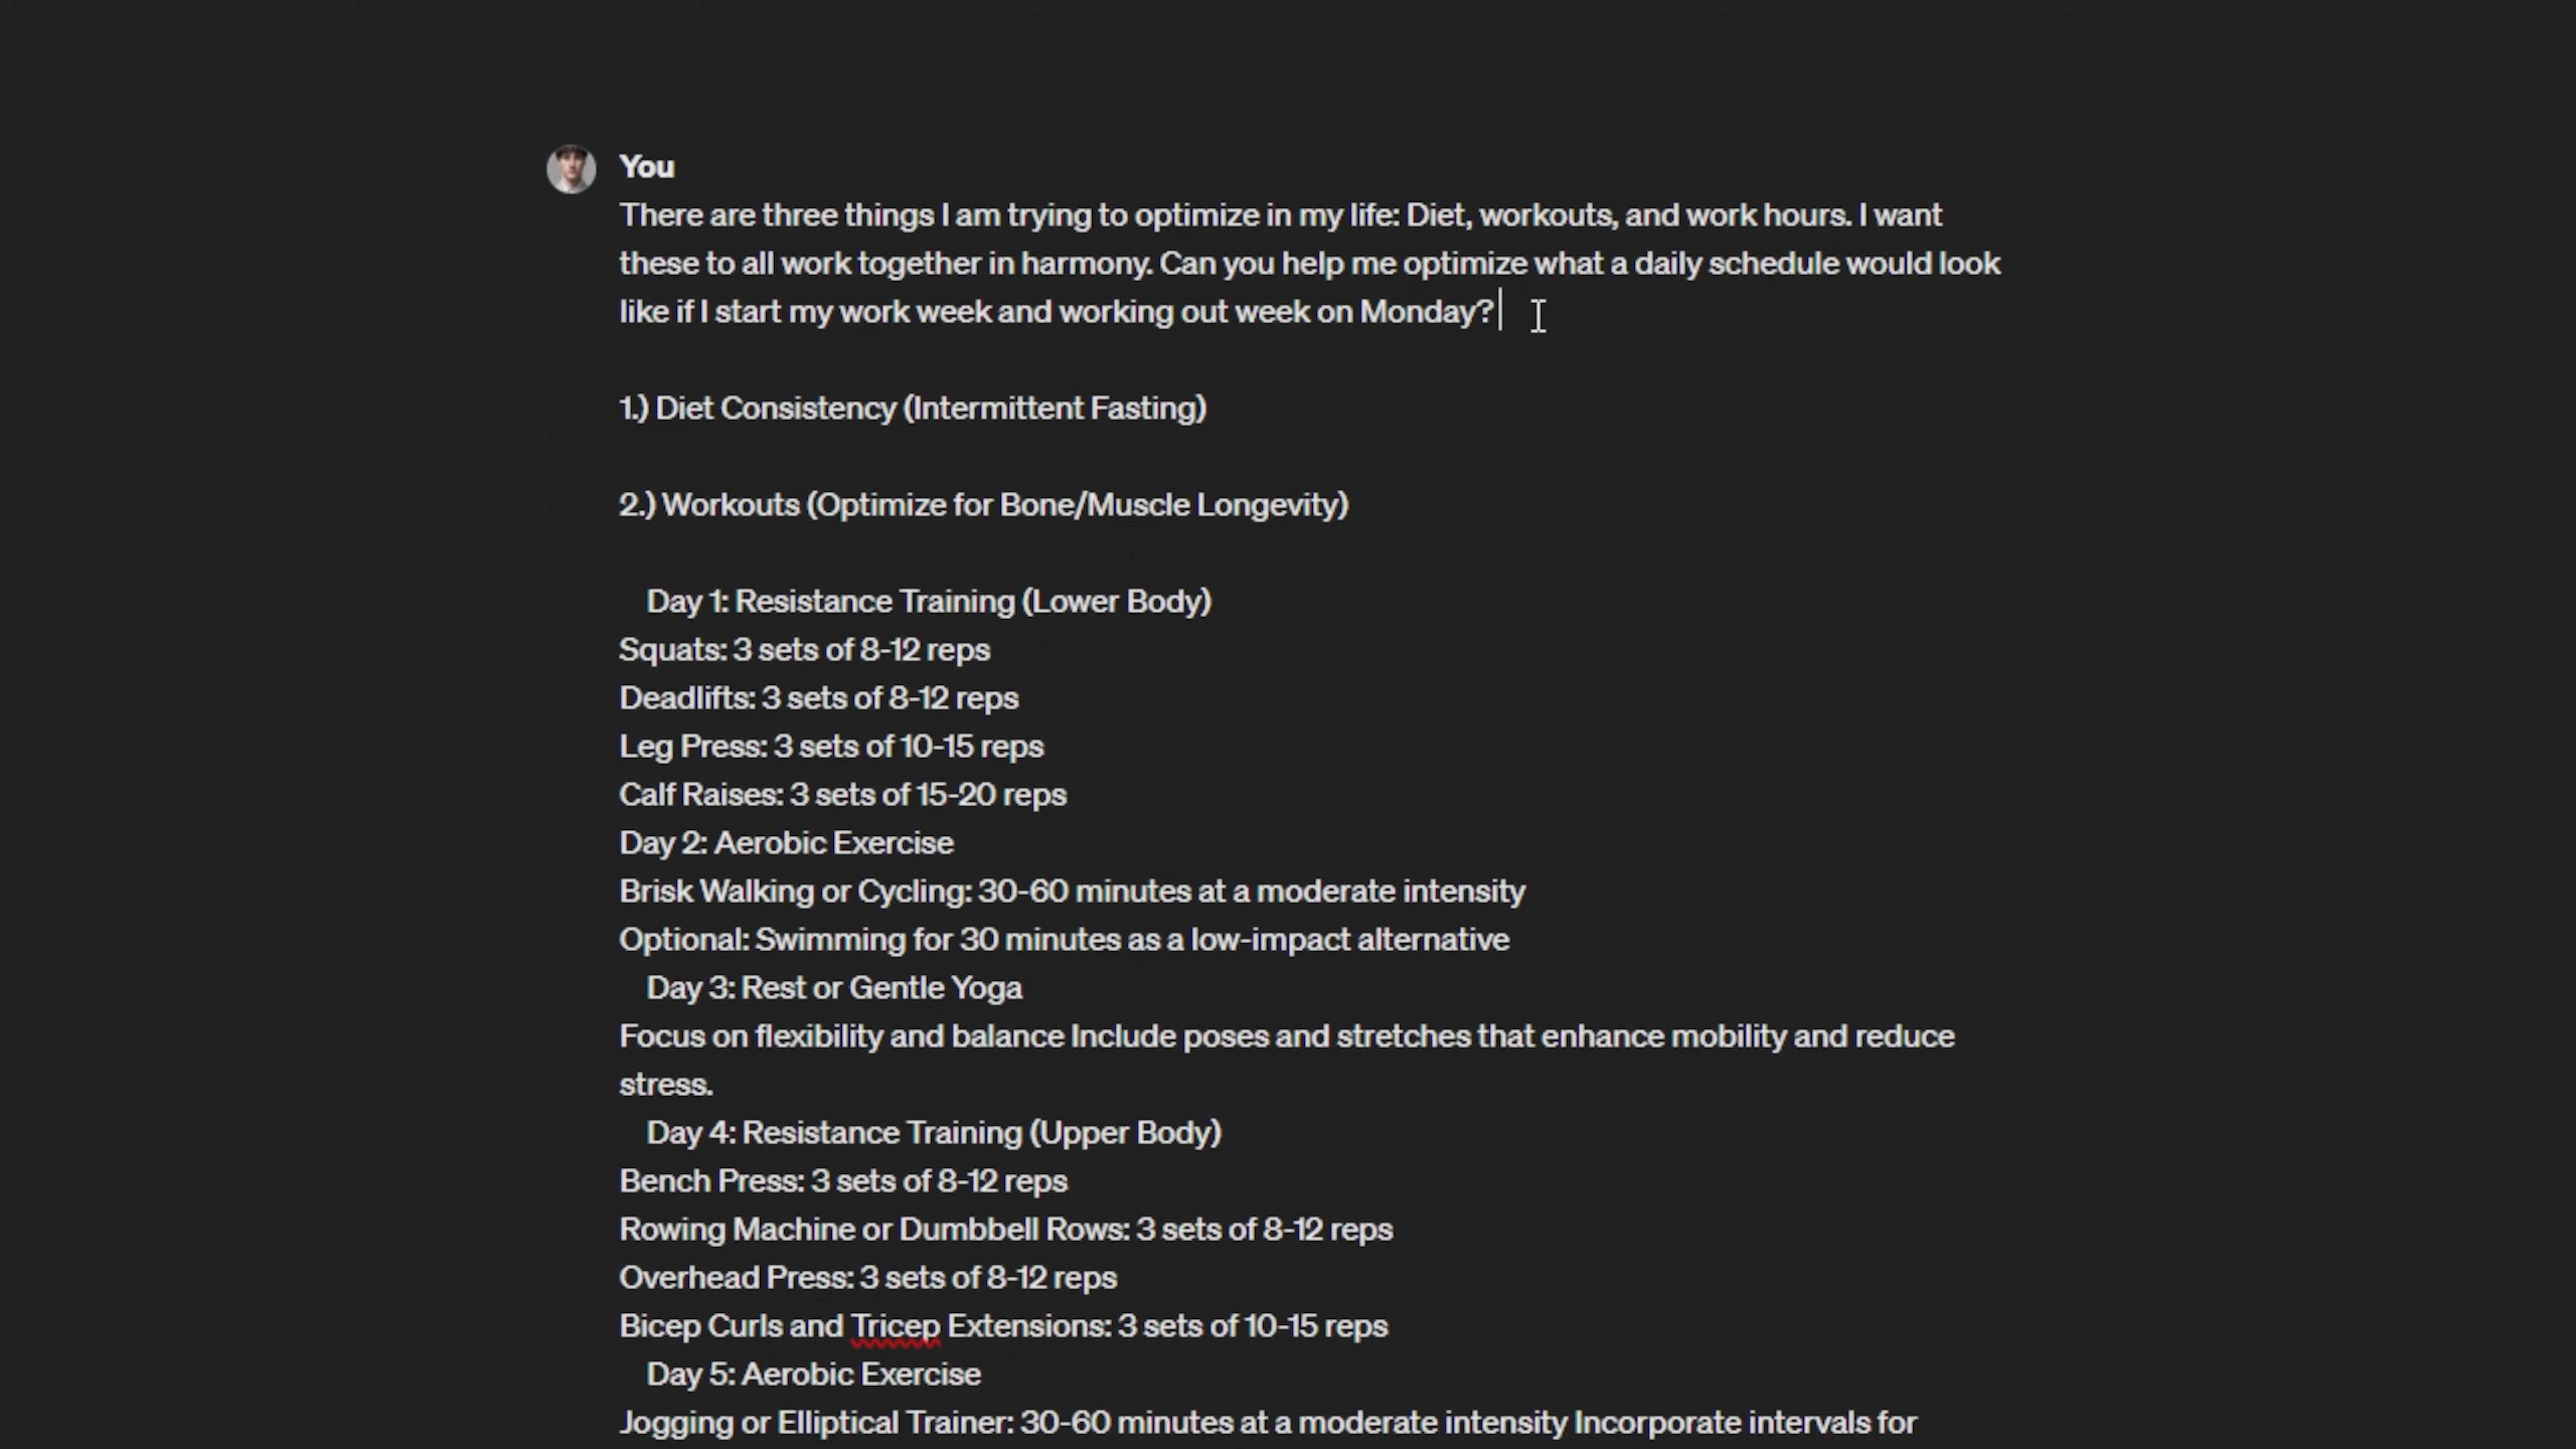 You
There are three things I am trying to optimize in my life: Diet, workouts, and work hours. I want
these to all work together in harmony. Can you help me optimize what a daily schedule would look
like if I start my work week and working out week on Monday?
1.) Diet Consistency (Intermittent Fasting)
2.) Workouts (Optimize for Bone/Muscle Longevity)
Day 1: Resistance Training (Lower Body)
Squats: 3 sets of 8-12 reps
Deadlifts: 3 sets of 8-12 reps
Leg Press: 3 sets of 10-15 reps
Calf Raises: 3 sets of 15-20 reps
Day 2: Aerobic Exercise
Brisk Walking or Cycling: 30-60 minutes at a moderate intensity
Optional: Swimming for 30 minutes as a low-impact alternative
Day 3: Rest or Gentle Yoga
Focus on flexibility and balance Include poses and stretches that enhance mobility and reduce
stress.
Day 4: Resistance Training (Upper Body)
Bench Press: 3 sets of 8-12 reps
Rowing Machine or Dumbbell Rows: 3 sets of 8-12 reps
Overhead Press: 3 sets of 8-12 reps
Bicep Curls and Tricep Extensions: 3 sets of 10-15 reps
Day 5: Aerobic Exercise
Jogging or Elliptical Trainer: 30-60 minutes at a moderate intensity Incorporate intervals for